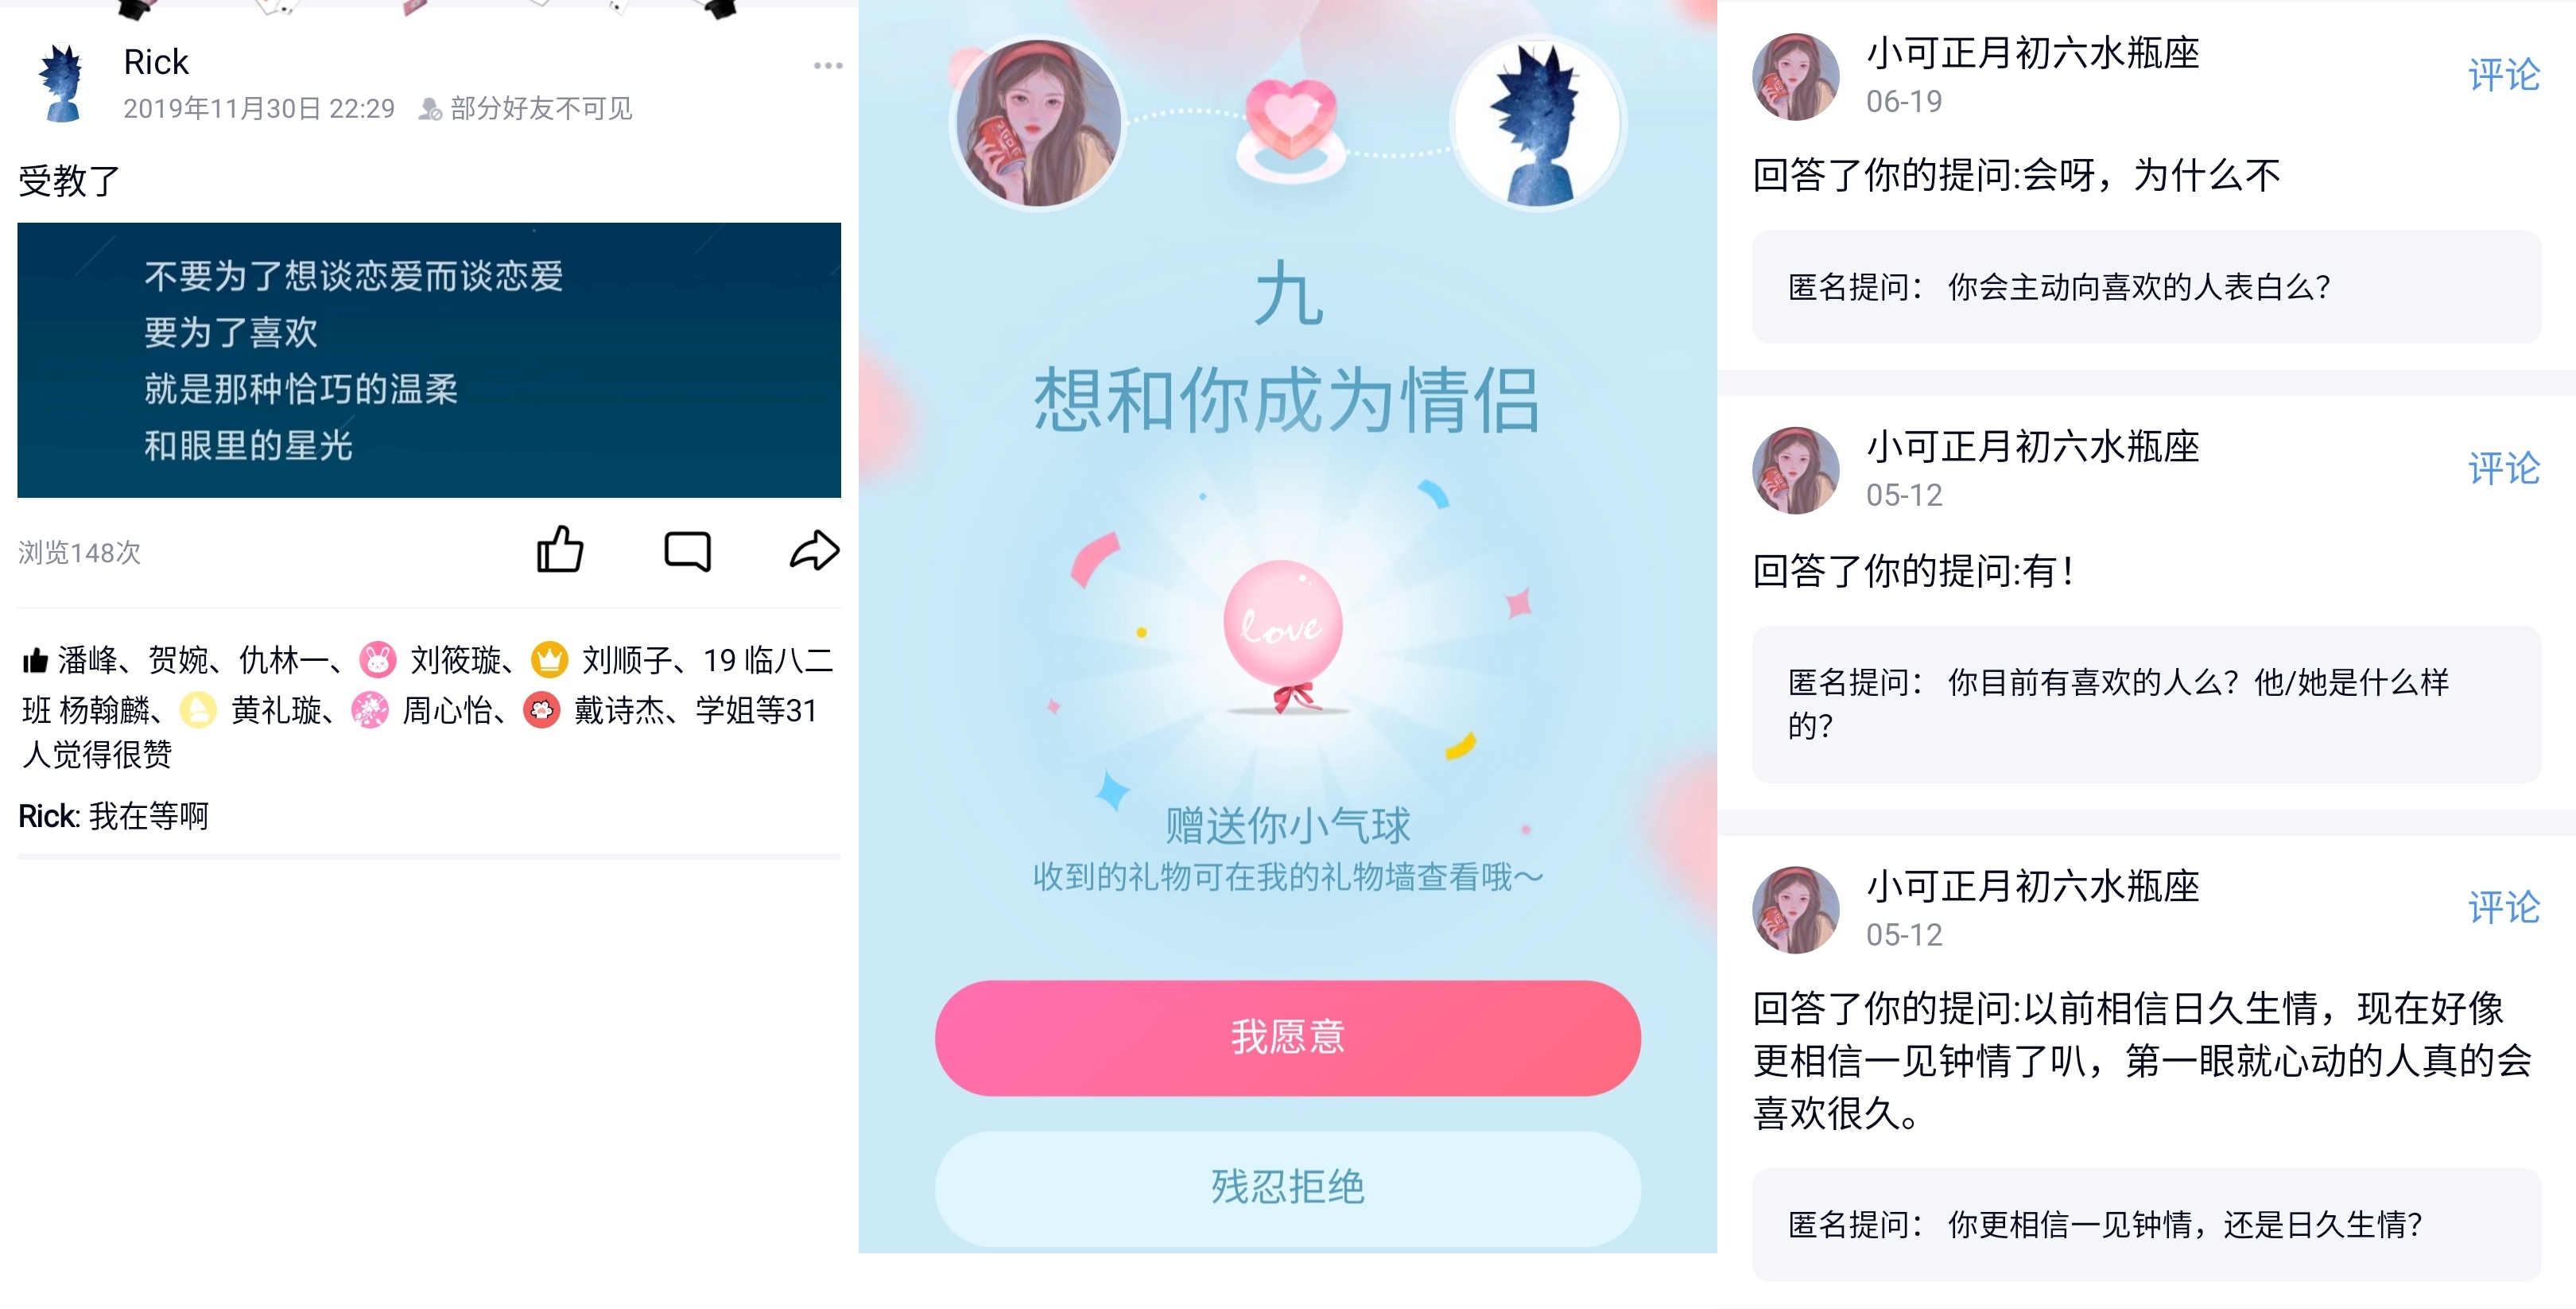 Rick
2019年11月30日 22:29 部分好友不可见
受教了
不要为了想谈恋爱而谈恋爱
要为了喜欢
就是那种恰巧的温柔
和眼里的星光
浏览148次
潘峰、贺婉、仇林一、 刘筱璇、 刘顺子、19 临八二
班 杨翰麟、 黄礼璇、 周心怡、 戴诗杰、学姐等31
人觉得很赞
Rick: 我在等啊
九
想和你成为情侣
love
赠送你小气球
收到的礼物可在我的礼物墙查看哦～
我愿意
残忍拒绝
小可正月初六水瓶座
06-19
评论
回答了你的提问:会呀，为什么不
匿名提问： 你会主动向喜欢的人表白么？
小可正月初六水瓶座
05-12
评论
回答了你的提问:有！
匿名提问： 你目前有喜欢的人么？他/她是什么样
的？
小可正月初六水瓶座
05-12
评论
回答了你的提问:以前相信日久生情，现在好像
更相信一见钟情了叭，第一眼就心动的人真的会
喜欢很久。
匿名提问： 你更相信一见钟情，还是日久生情？